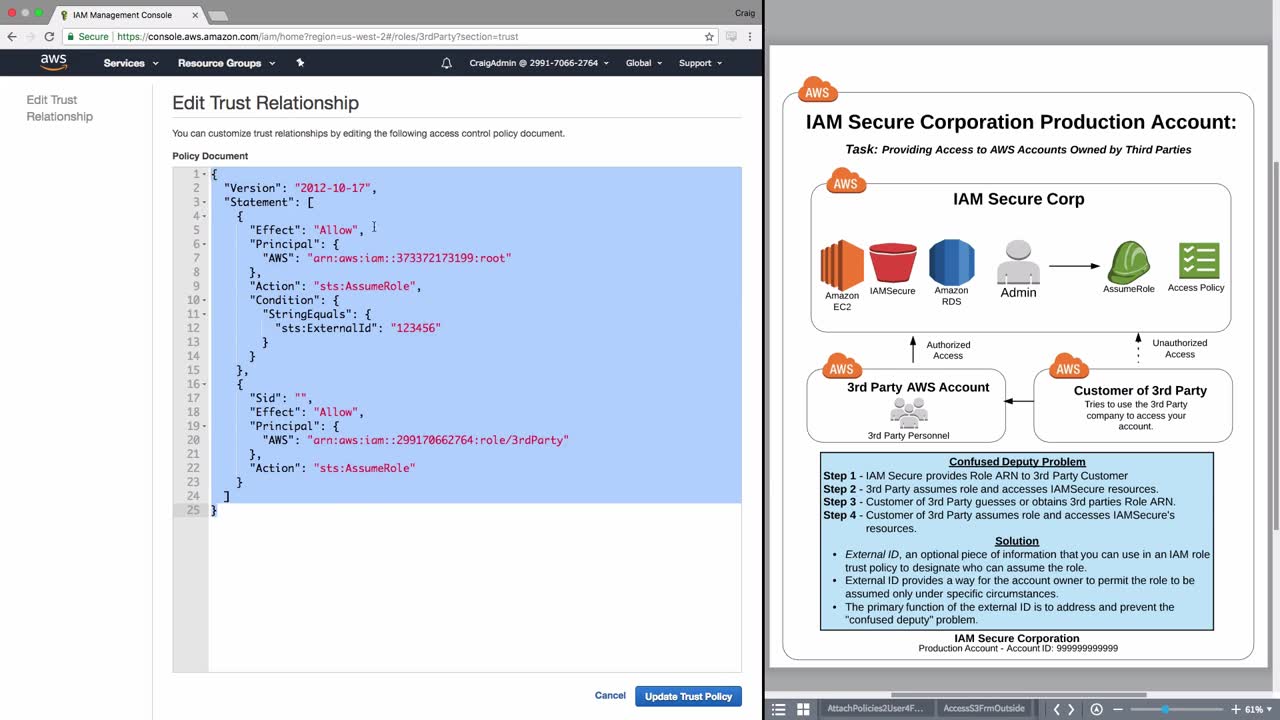 IAM Management Console
Craig
Secure | https://console.aws.amazon.com/iam/home?region=us-west-2#/roles/3rdParty?section=trust
aws
Services
Resource Groups
CraigAdmin @ 2991-7066-2764
Global
Support
Edit Trust
Relationship
Edit Trust Relationship
You can customize trust relationships by editing the following access control policy document.
Policy Document
1 {
2 "Version": "2012-10-17",
3 "Statement": [
4 {
5 "Effect": "Allow",
6 "Principal": {
7 "AWS": "arn:aws:iam::373372173199:root"
8 },
9 "Action": "sts:AssumeRole",
10 "Condition": {
11 "StringEquals": {
12 "sts:ExternalId": "123456"
13 }
14 }
15 },
16 {
17 "Sid": "",
18 "Effect": "Allow",
19 "Principal": {
20 "AWS": "arn:aws:iam::299170662764:role/3rdParty"
21 },
22 "Action": "sts:AssumeRole"
23 }
24 ]
25 }
Cancel
Update Trust Policy
AWS
IAM Secure Corporation Production Account:
Task: Providing Access to AWS Accounts Owned by Third Parties
AWS
IAM Secure Corp
Amazon
EC2
IAMSecure
Amazon
RDS
Admin
AssumeRole
Access Policy
Authorized
Access
Unauthorized
Access
AWS
3rd Party AWS Account
3rd Party Personnel
AWS
Customer of 3rd Party
Tries to use the 3rd Party
company to access your
account.
Confused Deputy Problem
Step 1 - IAM Secure provides Role ARN to 3rd Party Customer
Step 2 - 3rd Party assumes role and accesses IAMSecure resources.
Step 3 - Customer of 3rd Party guesses or obtains 3rd parties Role ARN.
Step 4 - Customer of 3rd Party assumes role and accesses IAMSecure's
resources.
Solution
• External ID, an optional piece of information that you can use in an IAM role
trust policy to designate who can assume the role.
• External ID provides a way for the account owner to permit the role to be
assumed only under specific circumstances.
• The primary function of the external ID is to address and prevent the
"confused deputy" problem.
IAM Secure Corporation
Production Account - Account ID: 999999999999
AttachPolicies2User4F...
AccessS3FrmOutside
61%